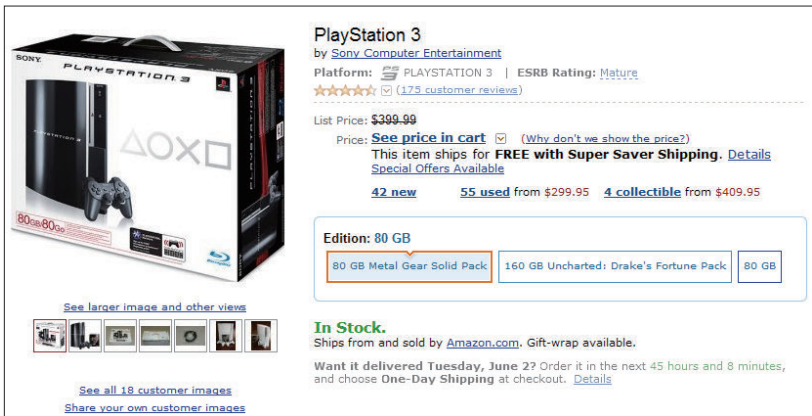 SONY
PLAYSTATION 3
PLAYSTATION 3
80GB/80Go
See larger image and other views
See all 18 customer images
Share your own customer images
PlayStation 3
by Sony Computer Entertainment
Platform: PLAYSTATION 3 | ESRB Rating: Mature
(175 customer reviews)
List Price: $399.99
Price: See price in cart (Why don't we show the price?)
This item ships for FREE with Super Saver Shipping. Details
Special Offers Available
42 new 55 used from $299.95 4 collectible from $409.95
Edition: 80 GB
80 GB Metal Gear Solid Pack 160 GB Uncharted: Drake's Fortune Pack 80 GB
In Stock.
Ships from and sold by Amazon.com. Gift-wrap available.
Want it delivered Tuesday, June 2? Order it in the next 45 hours and 8 minutes,
and choose One-Day Shipping at checkout. Details